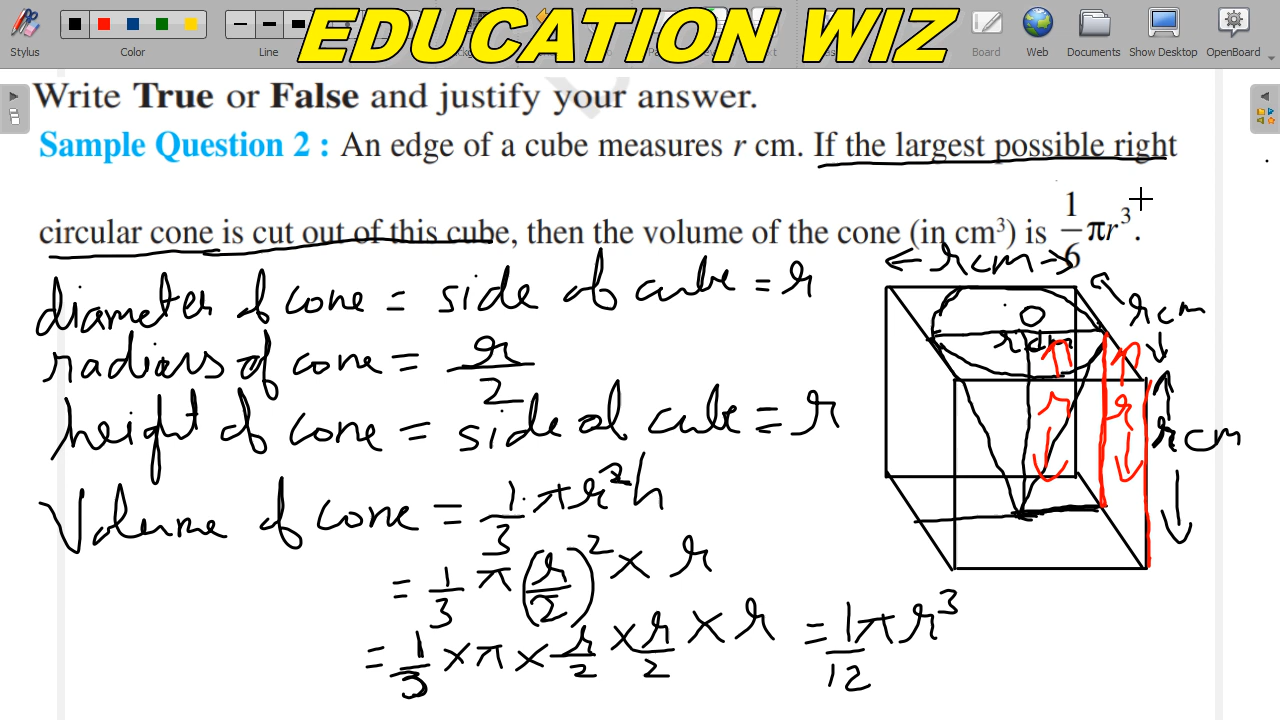 EDUCATION WIZ
Stylus
Color
Line
Board
Web
Documents
Show Desktop
OpenBoard
Write True or False and justify your answer.
Sample Question 2 : An edge of a cube measures r cm. If the largest possible right
circular cone is cut out of this cube, then the volume of the cone (in cm³) is 1/6 πr³.
diameter of cone = side of cube = r
radius of cone = r/2
height of cone = side of cube = r
Volume of cone = 1/3 πr²h
= 1/3 π (r/2)² × r
= 1/3 × π × r/2 × r/2 × r = 1/12 πr³
r cm
r cm
O
r cm
r
r
r cm